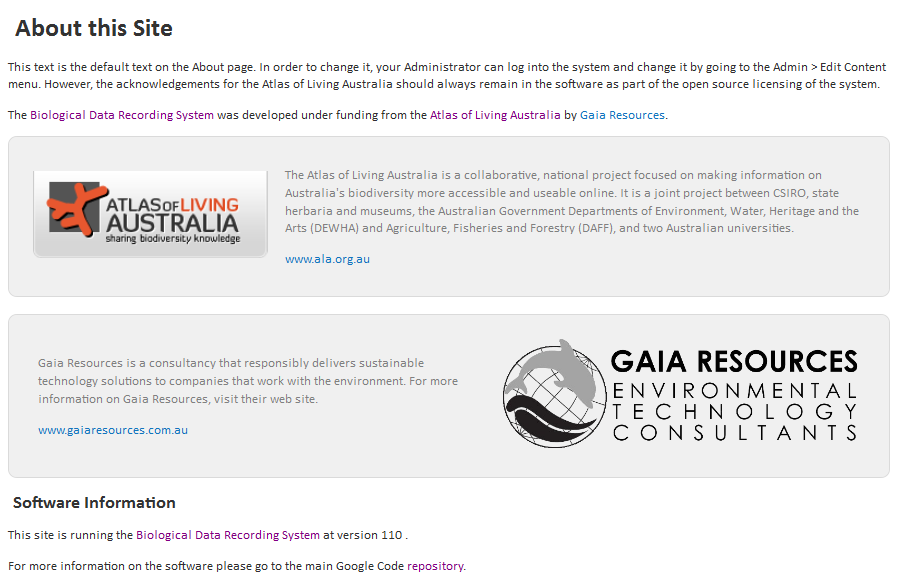 About this Site
This text is the default text on the About page. In order to change it, your Administrator can log into the system and change it by going to the Admin > Edit Content
menu. However, the acknowledgements for the Atlas of Living Australia should always remain in the software as part of the open source licensing of the system.
The Biological Data Recording System was developed under funding from the Atlas of Living Australia by Gaia Resources.
ATLAS OF LIVING
AUSTRALIA
sharing biodiversity knowledge
The Atlas of Living Australia is a collaborative, national project focused on making information on
Australia's biodiversity more accessible and useable online. It is a joint project between CSIRO, state
herbaria and museums, the Australian Government Departments of Environment, Water, Heritage and the
Arts (DEWHA) and Agriculture, Fisheries and Forestry (DAFF), and two Australian universities.
www.ala.org.au
Gaia Resources is a consultancy that responsibly delivers sustainable
technology solutions to companies that work with the environment. For more
information on Gaia Resources, visit their web site.
www.gaiaresources.com.au
GAIA RESOURCES
ENVIRONMENTAL
TECHNOLOGY
CONSULTANTS
Software Information
This site is running the Biological Data Recording System at version 110 .
For more information on the software please go to the main Google Code repository.